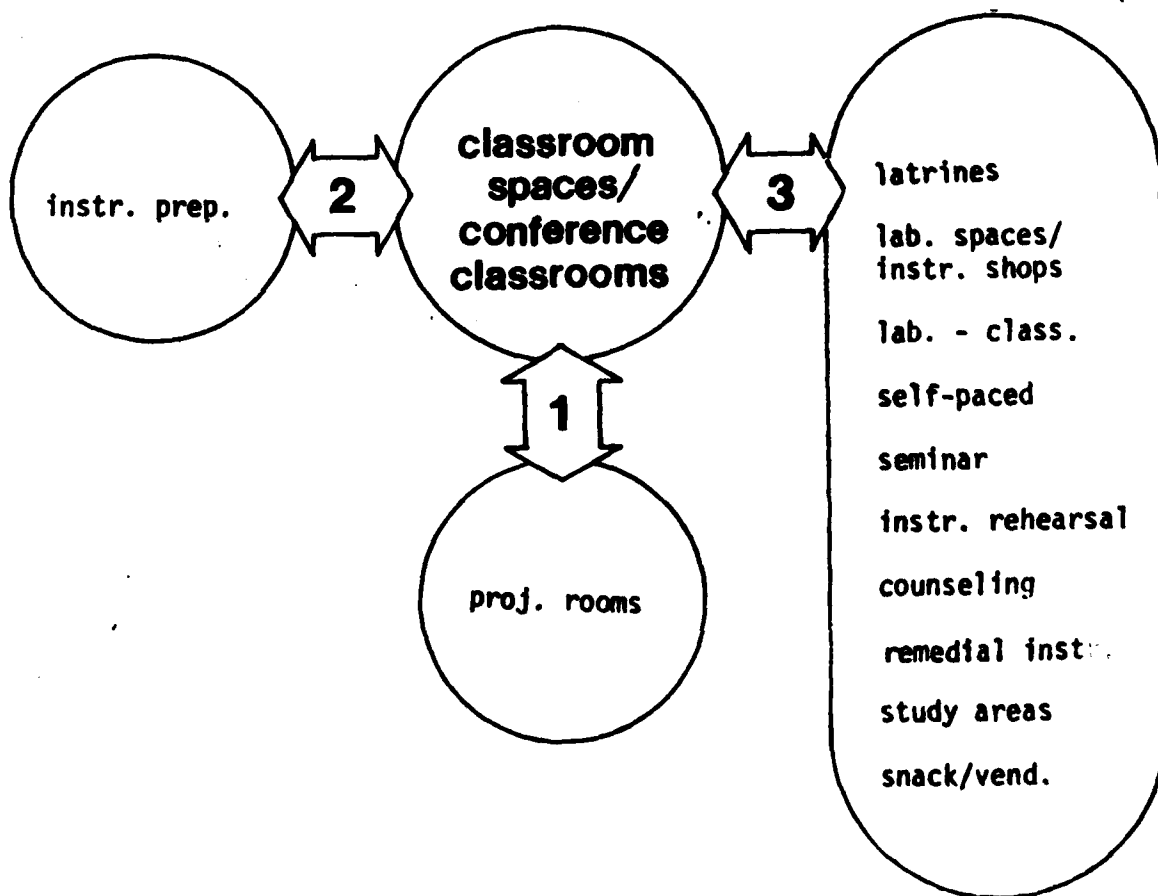 instr. prep.
2
classroom
spaces/
conference
classrooms
3
1
proj. rooms
latrines
lab. spaces/
instr. shops
lab. - class.
self-paced
seminar
instr. rehearsal
counseling
remedial instr.
study areas
snack/vend.